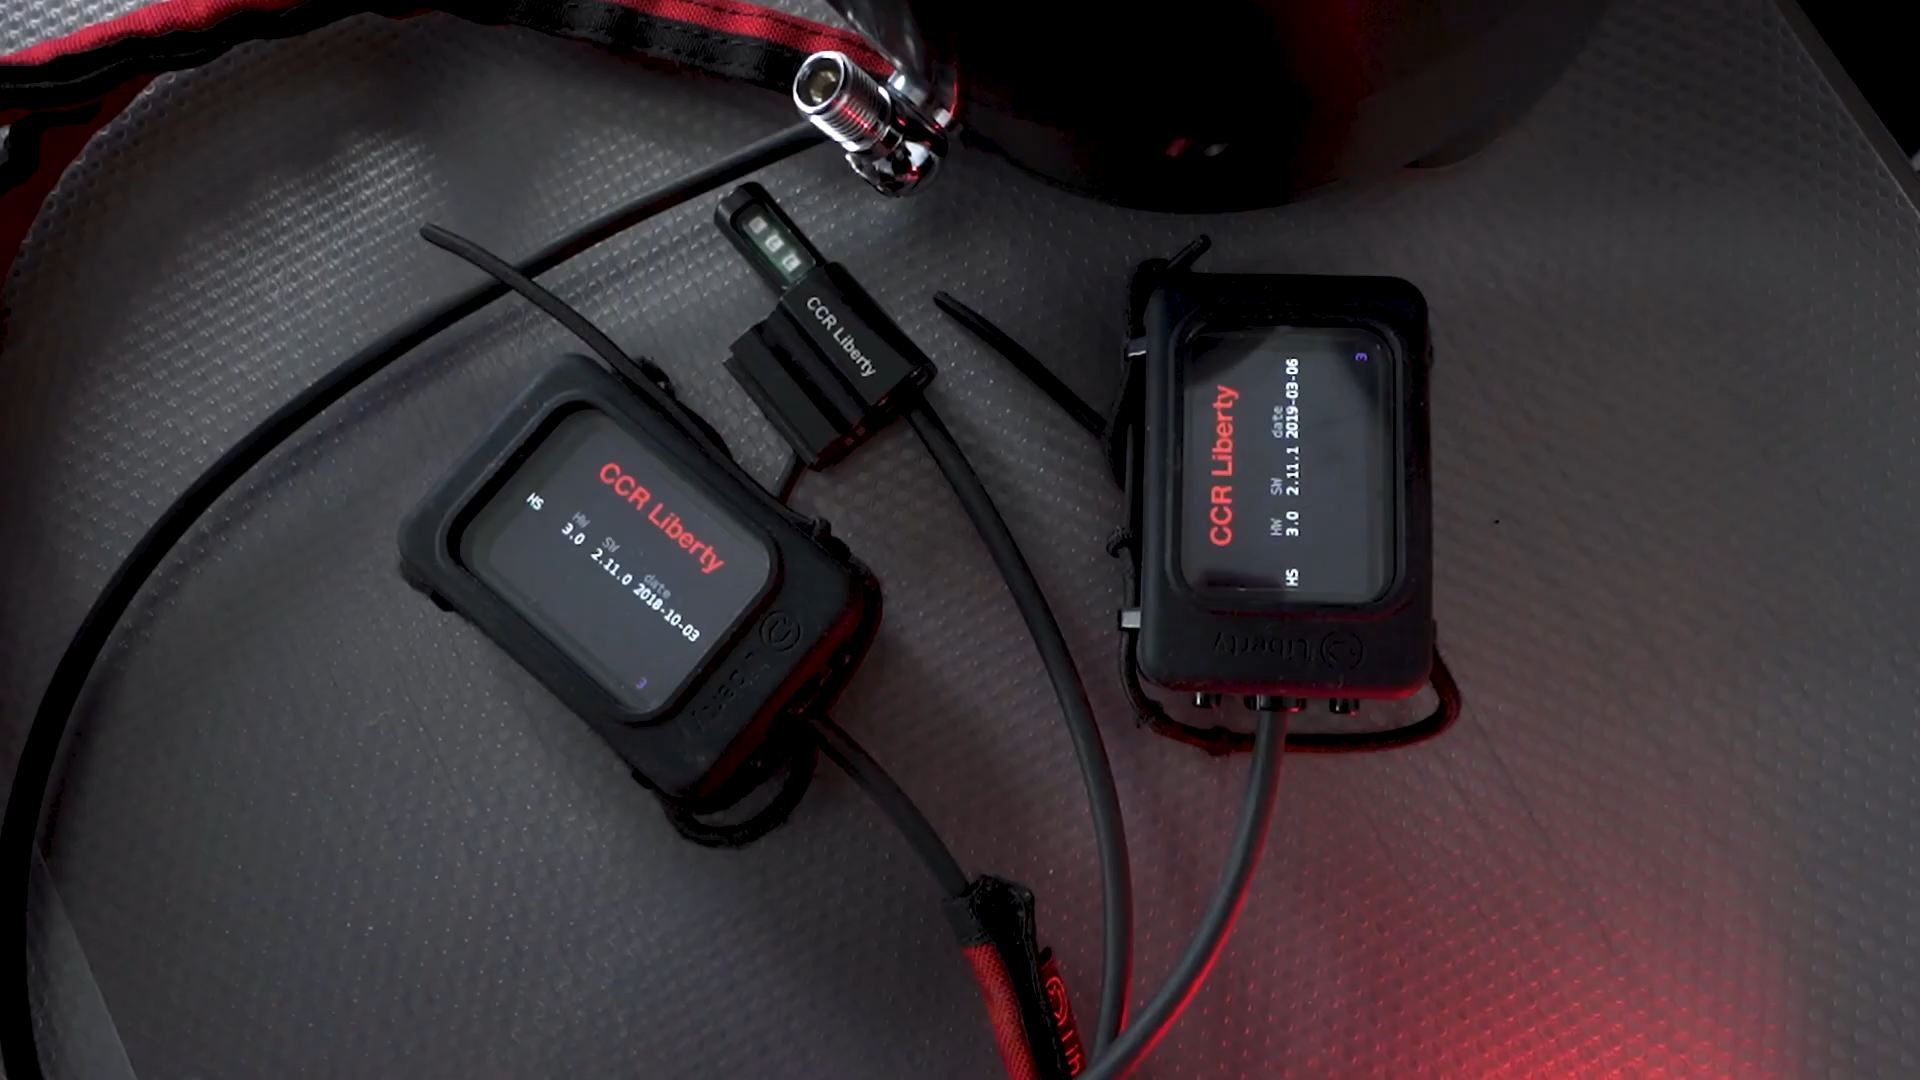 CCR Liberty
CCR Liberty
HW SW date
HS 3.0 2.11.0 2018-10-03
3
Liberty
CCR Liberty
HW SW date
HS 3.0 2.11.1 2019-03-06
3
Liberty